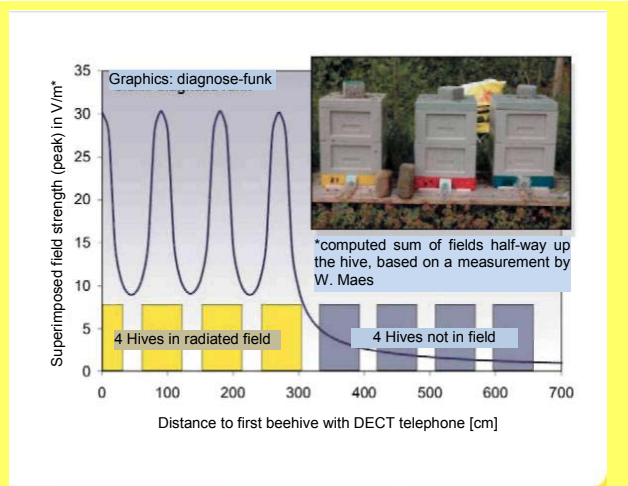 Superimposed field strength (peak) in V/m*
35
30
25
20
15
10
5
0
Graphics: diagnose-funk
*computed sum of fields half-way up
the hive, based on a measurement by
W. Maes
4 Hives in radiated field
4 Hives not in field
0 100 200 300 400 500 600 700
Distance to first beehive with DECT telephone [cm]